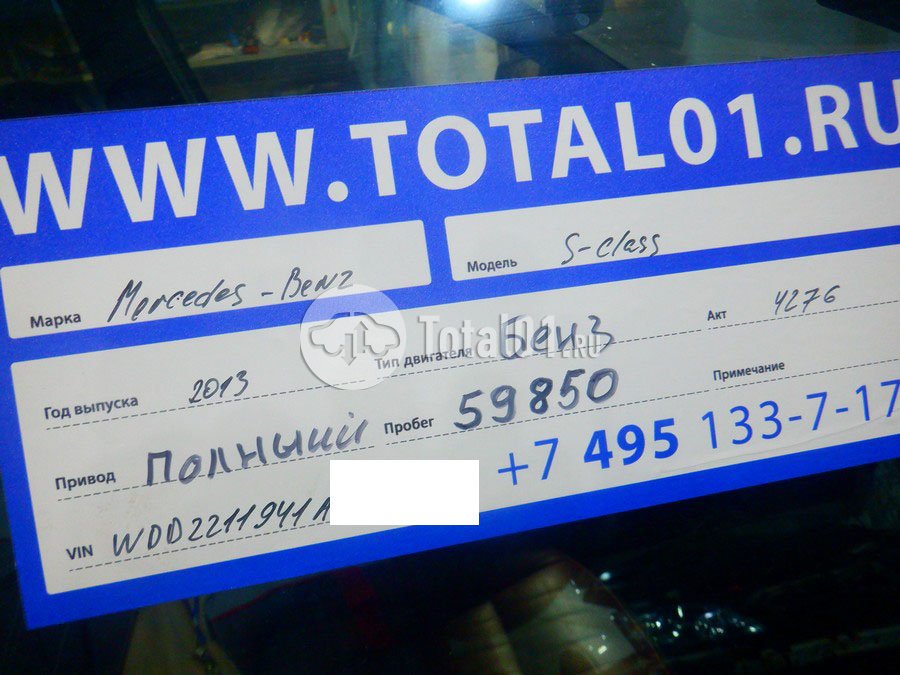 WWW.TOTAL01.RU
Марка Mercedes-Benz Модель S-class
Год выпуска 2013 Тип двигателя Бенз Акт 4276
Привод Полный Пробег 59850 Примечание
VIN WDD2211941A +7 495 133-7-17
Total01.RU